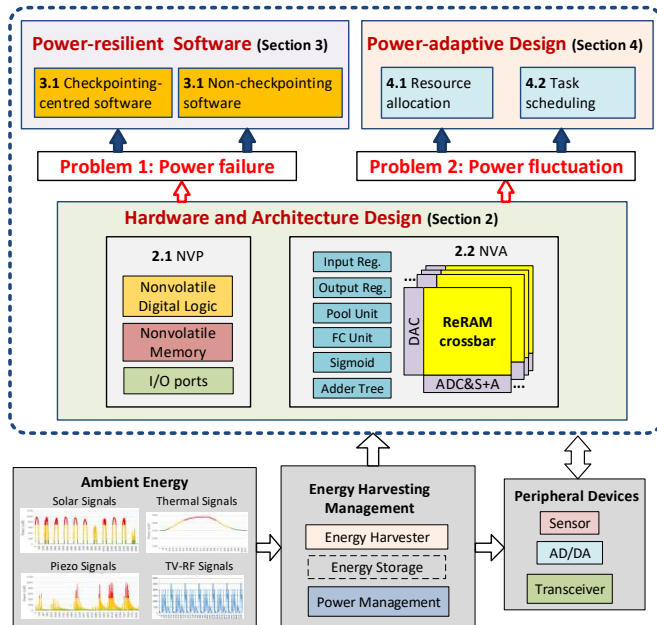 Power-resilient Software (Section 3)
Power-adaptive Design (Section 4)
3.1 Checkpointing-
centred software
3.1 Non-checkpointing
software
4.1 Resource
allocation
4.2 Task
scheduling
Problem 1: Power failure
Problem 2: Power fluctuation
Hardware and Architecture Design (Section 2)
2.1 NVP
Nonvolatile
Digital Logic
Nonvolatile
Memory
I/O ports
2.2 NVA
Input Reg.
Output Reg.
Pool Unit
FC Unit
Sigmoid
Adder Tree
...
DAC
ReRAM
crossbar
ADC&S+A
...
Ambient Energy
Solar Signals
Thermal Signals
Piezo Signals
TV-RF Signals
Energy Harvesting
Management
Energy Harvester
Energy Storage
Power Management
Peripheral Devices
Sensor
AD/DA
Transceiver